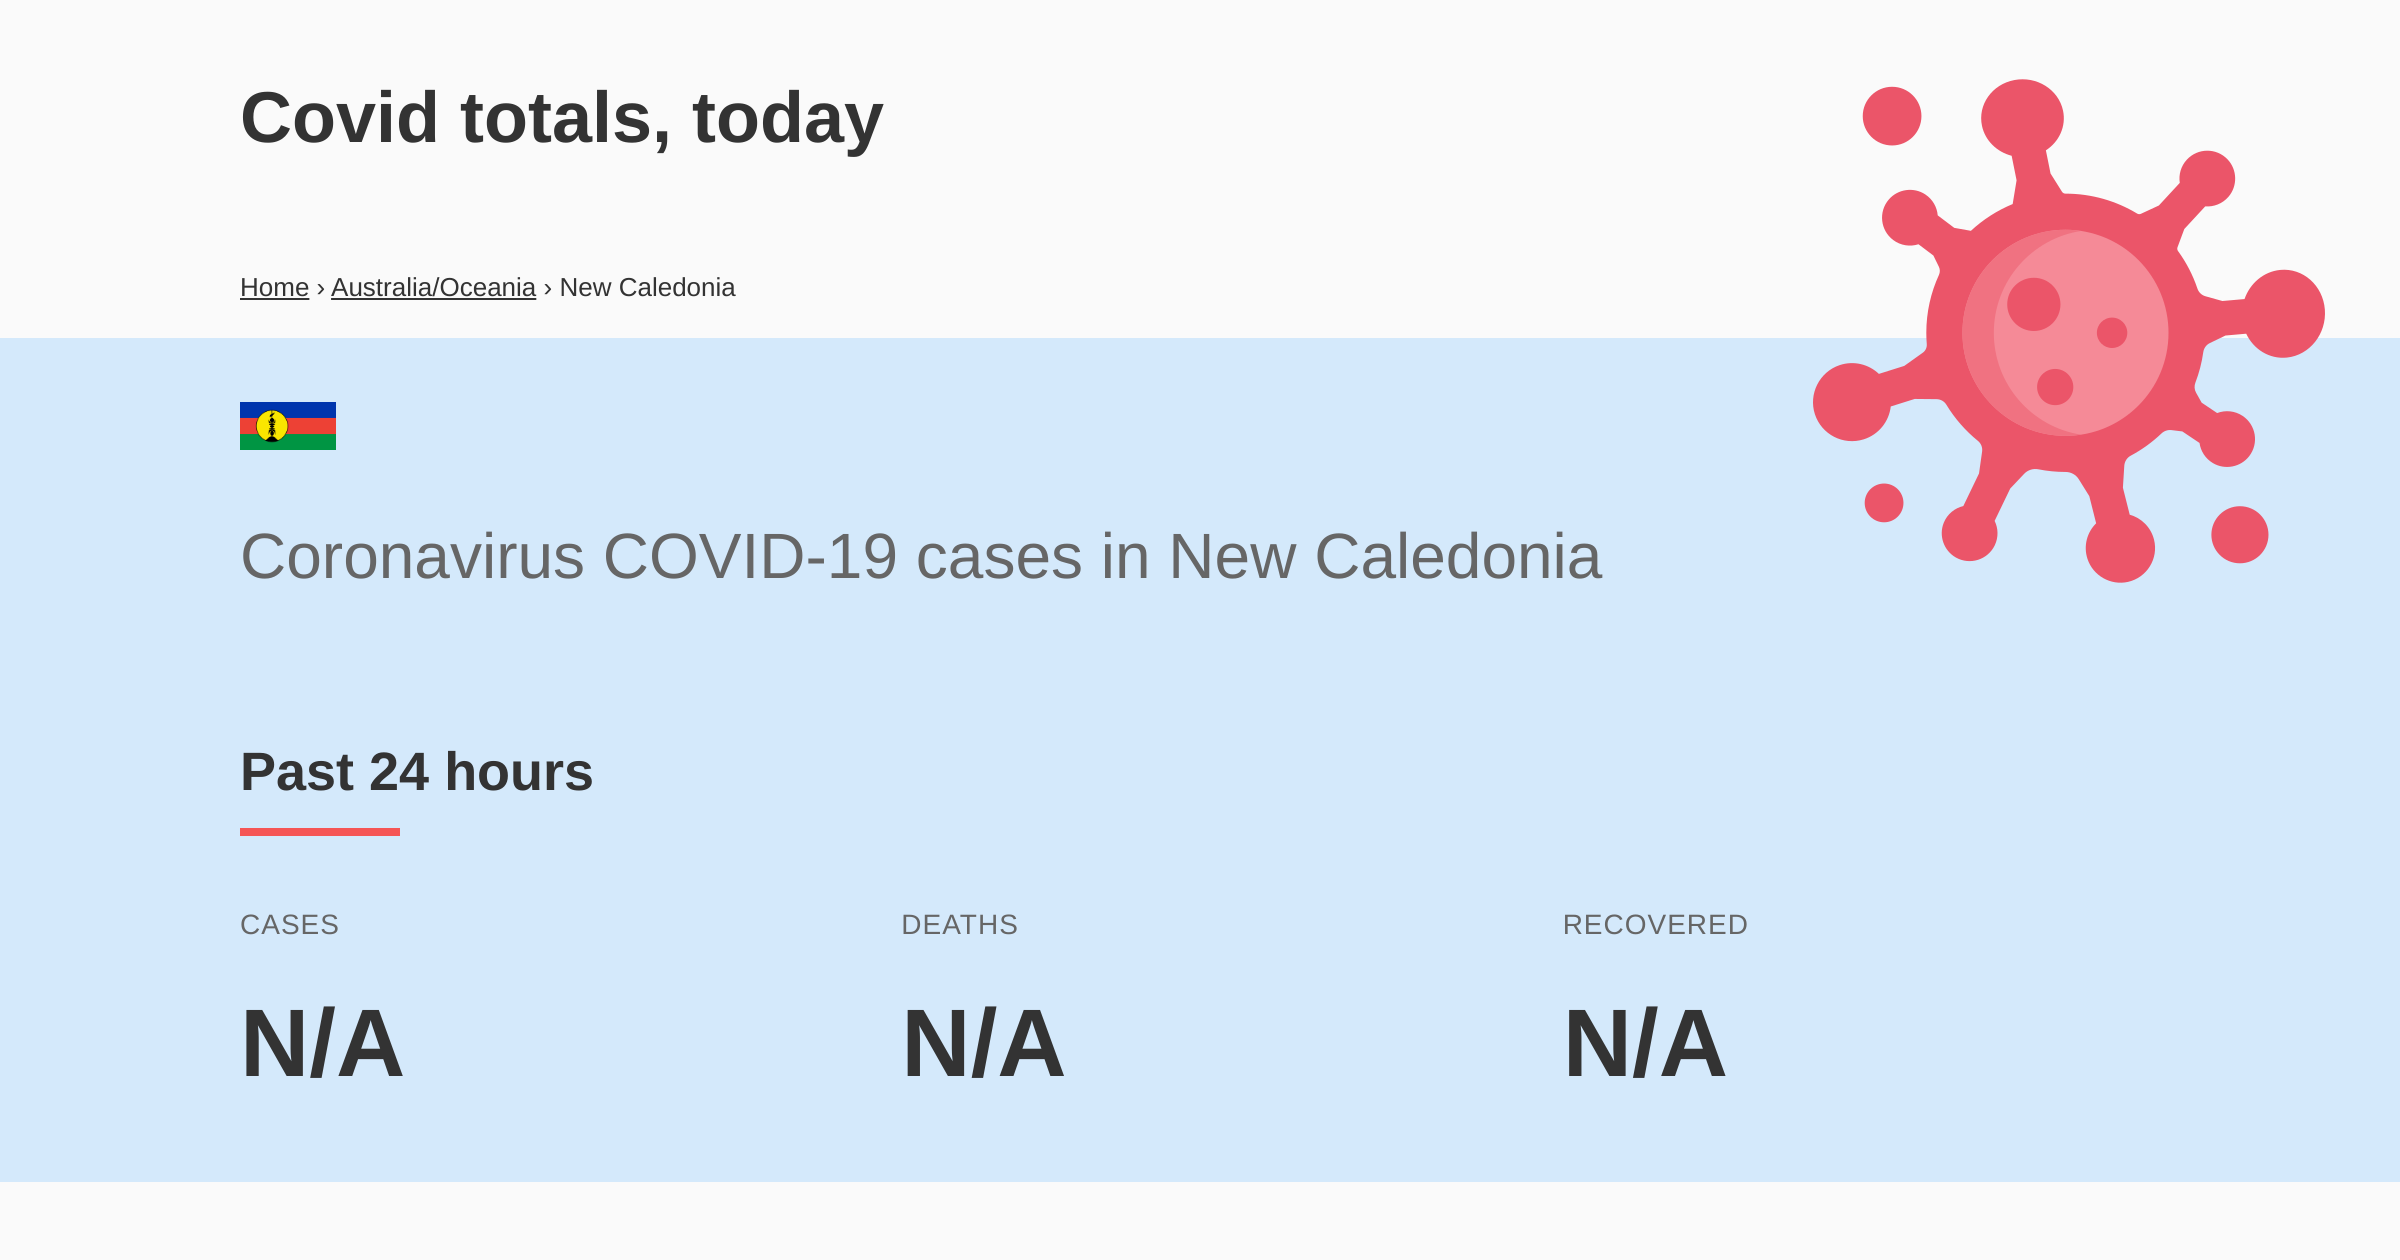 Covid totals, today
Home › Australia/Oceania › New Caledonia
Coronavirus COVID-19 cases in New Caledonia
Past 24 hours
CASES DEATHS RECOVERED
N/A N/A N/A